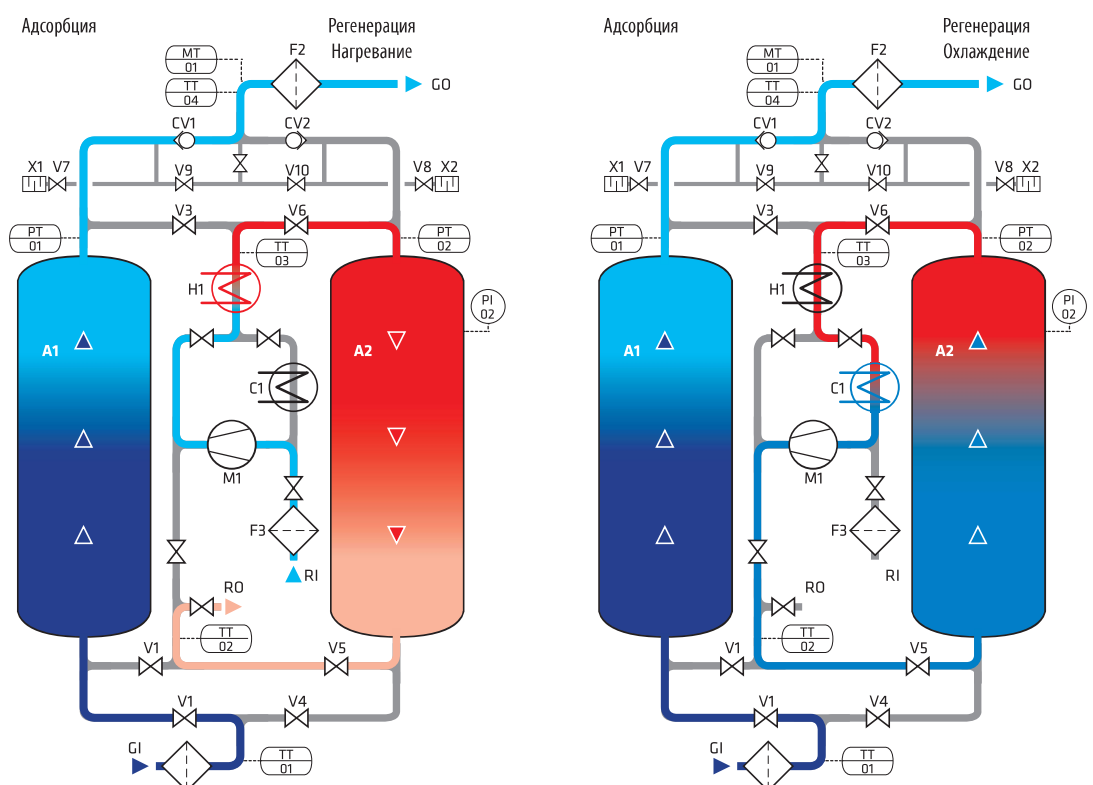 Адсорбция
Регенерация
Нагревание
F2
MT
01
TT
04
GO
CV1
CV2
X1 V7
V9
V10
V8 X2
V3
V6
PT
01
TT
03
PT
02
H1
PI
02
A1
A2
C1
M1
F3
RI
RO
TT
02
V1
V5
V1
V4
GI
TT
01
Адсорбция
Регенерация
Охлаждение
F2
MT
01
TT
04
GO
CV1
CV2
X1 V7
V9
V10
V8 X2
V3
V6
PT
01
TT
03
PT
02
H1
PI
02
A1
A2
C1
M1
F3
RI
RO
TT
02
V1
V5
V1
V4
GI
TT
01